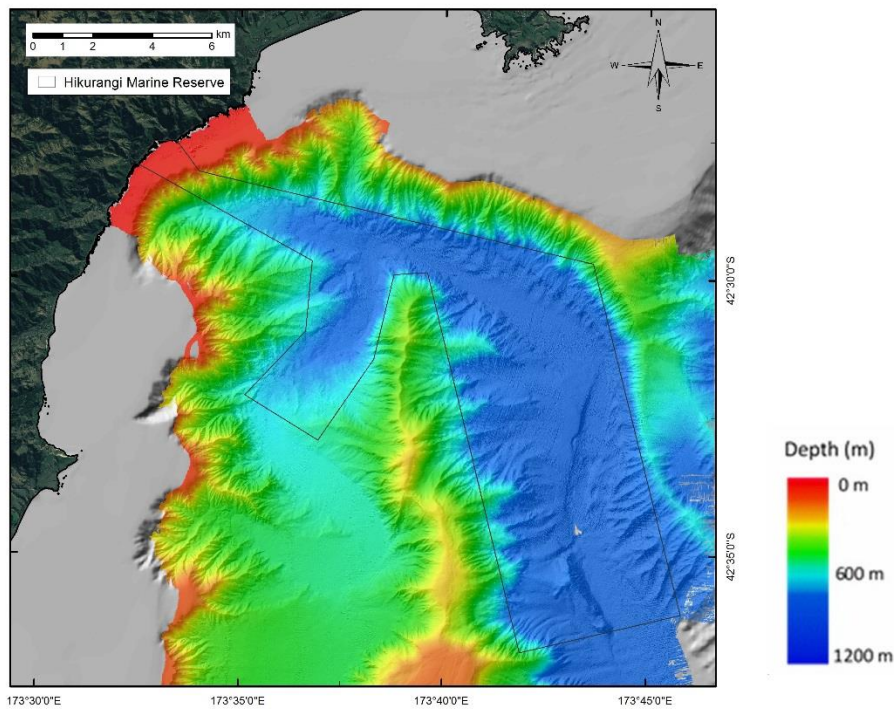 km
0 1 2 4 6
Hikurangi Marine Reserve
N
W E
S
42°30'0"S
42°35'0"S
Depth (m)
0 m
600 m
1200 m
173°30'0"E 173°35'0"E 173°40'0"E 173°45'0"E